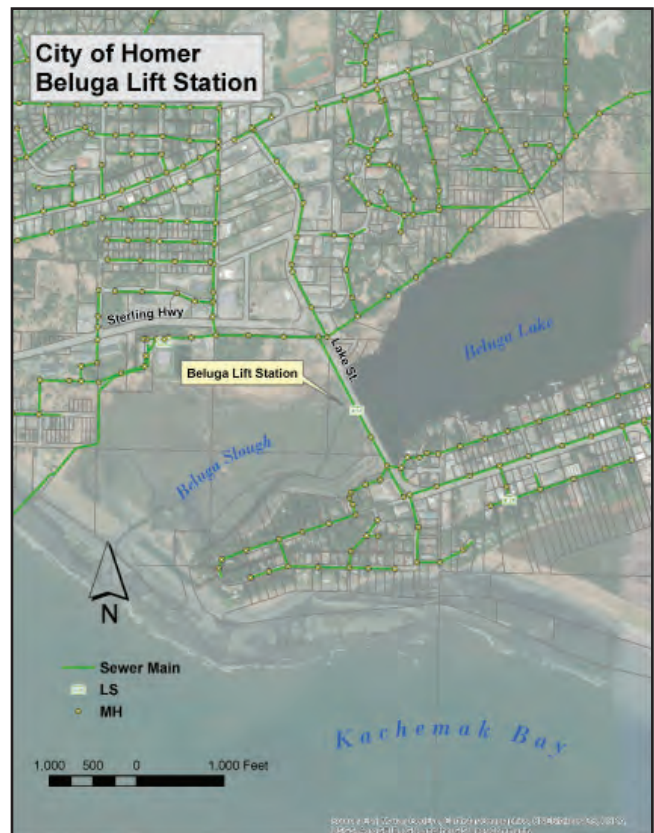 City of Homer
Beluga Lift Station
Sterling Hwy
Lake St.
Beluga Lake
Beluga Lift Station
Beluga Slough
N
Sewer Main
LS
MH
1,000 500 0 1,000 Feet
Kachemak Bay